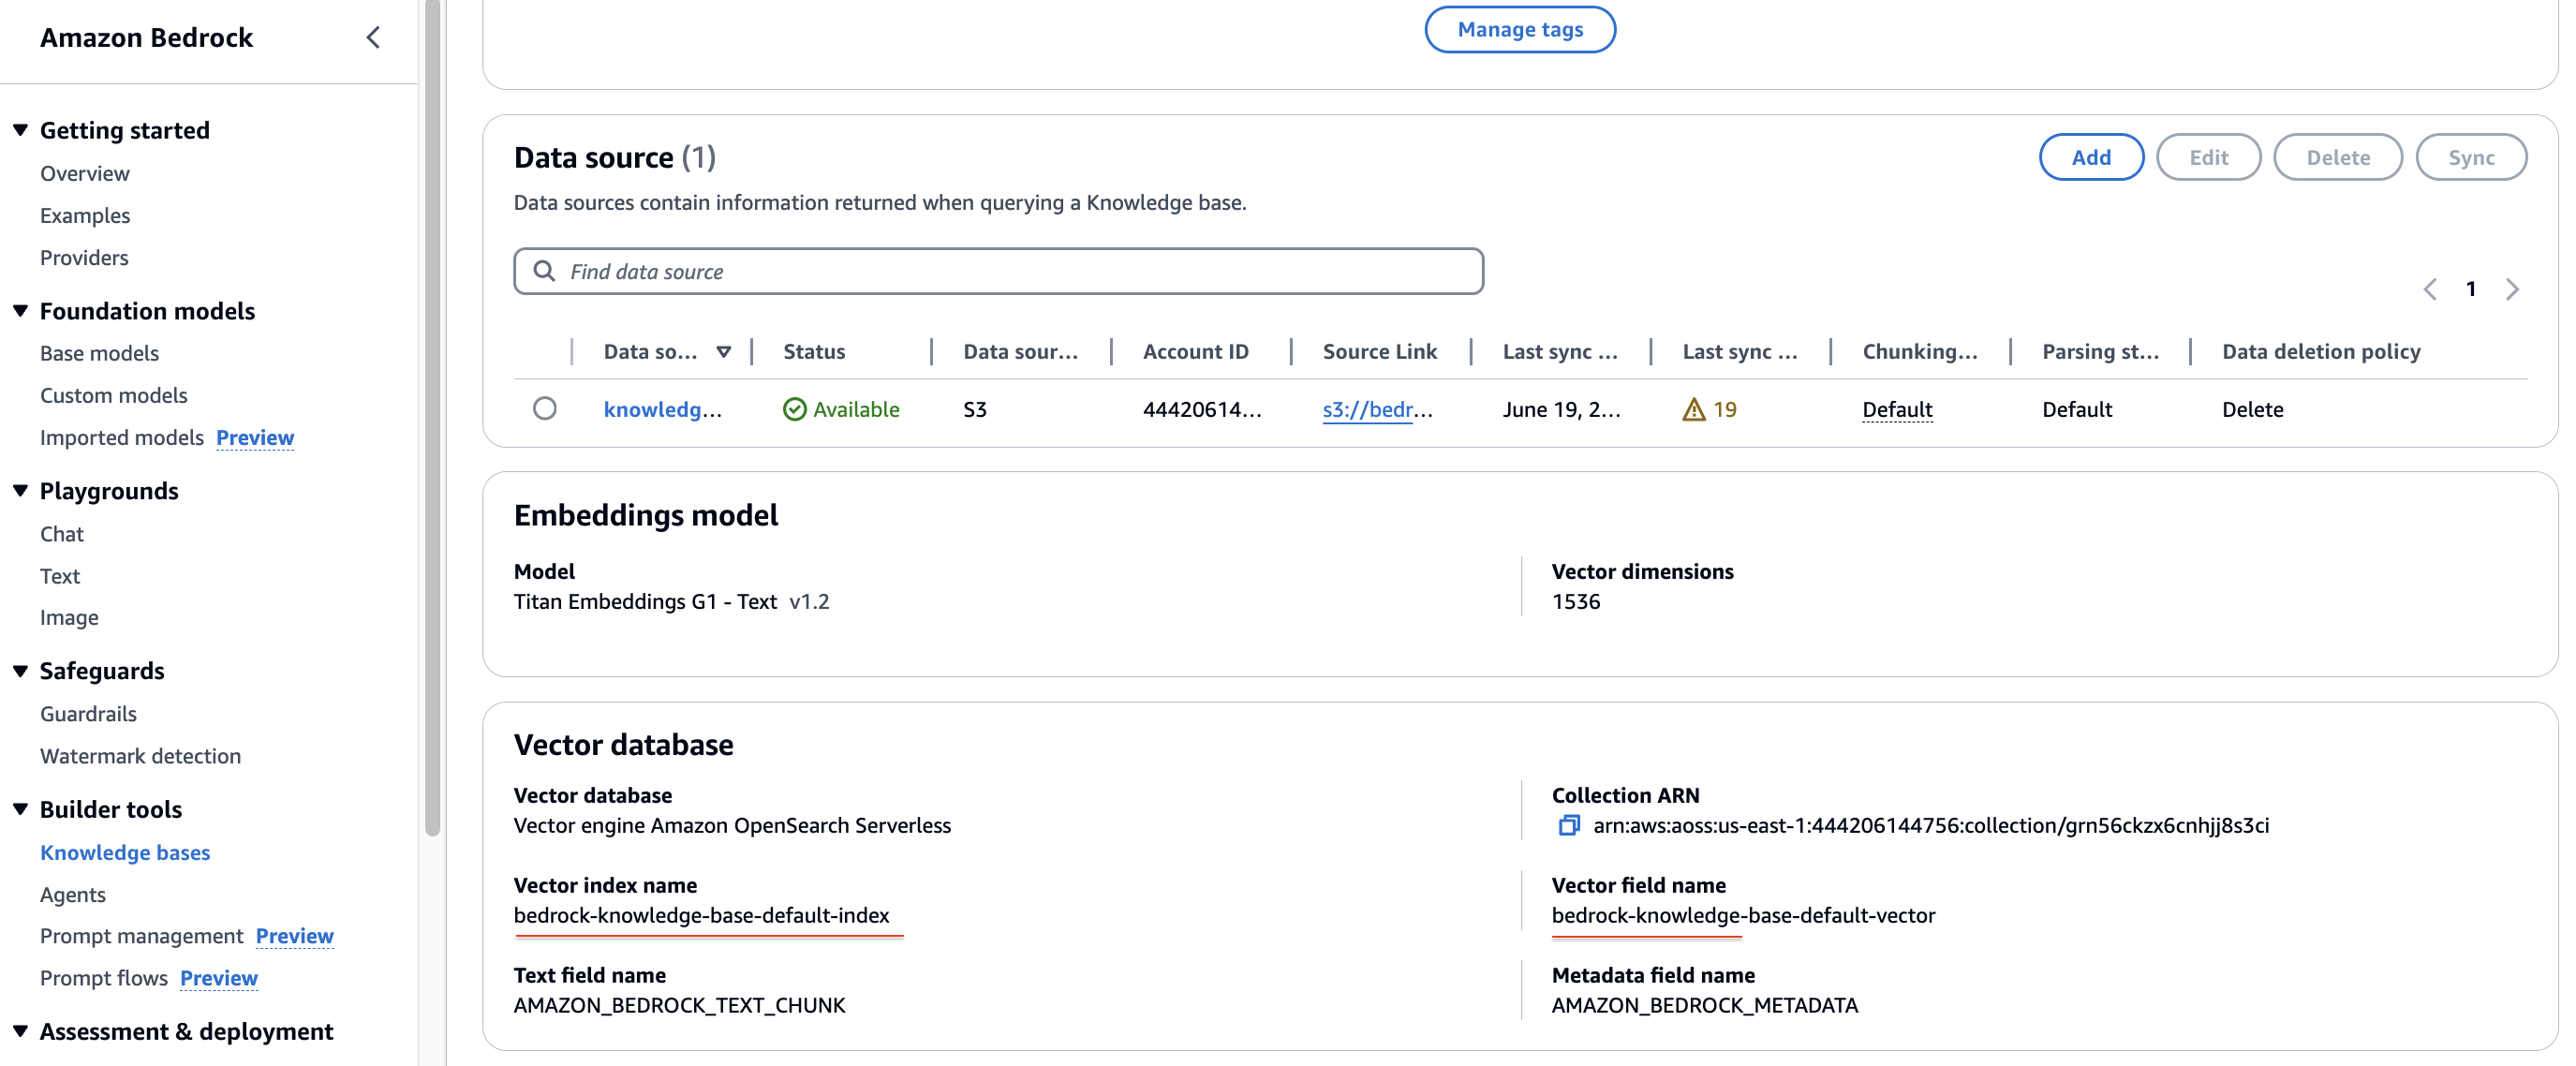 Amazon Bedrock
Getting started
Overview
Examples
Providers
Foundation models
Base models
Custom models
Imported models Preview
Playgrounds
Chat
Text
Image
Safeguards
Guardrails
Watermark detection
Builder tools
Knowledge bases
Agents
Prompt management Preview
Prompt flows Preview
Assessment & deployment
Manage tags
Data source (1)
Add Edit Delete Sync
Data sources contain information returned when querying a Knowledge base.
Find data source
1
Data so... Status Data sour... Account ID Source Link Last sync ... Last sync ... Chunking... Parsing st... Data deletion policy
knowledg... Available S3 44420614... s3://bedr... June 19, 2... 19 Default Default Delete
Embeddings model
Model
Titan Embeddings G1 - Text v1.2
Vector dimensions
1536
Vector database
Vector database
Vector engine Amazon OpenSearch Serverless
Collection ARN
arn:aws:aoss:us-east-1:444206144756:collection/grn56ckzx6cnhjj8s3ci
Vector index name
bedrock-knowledge-base-default-index
Vector field name
bedrock-knowledge-base-default-vector
Text field name
AMAZON_BEDROCK_TEXT_CHUNK
Metadata field name
AMAZON_BEDROCK_METADATA